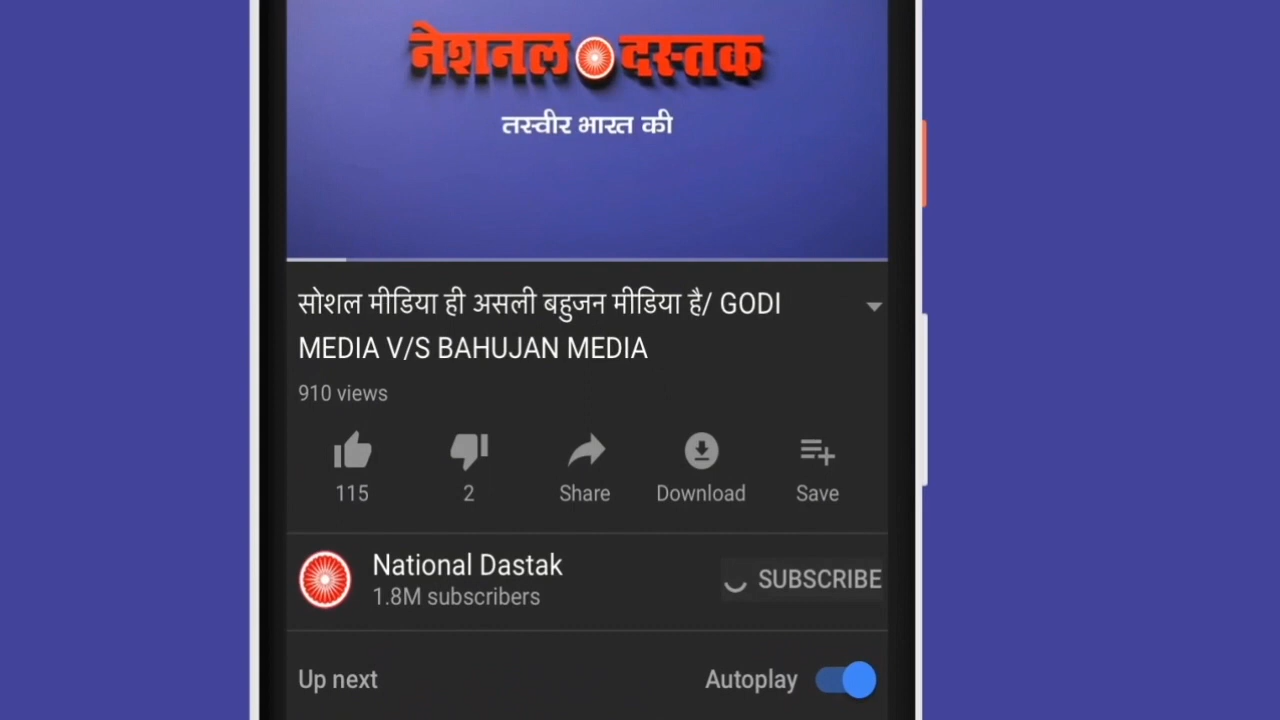 नेशनल दस्तक
तस्वीर भारत की
सोशल मीडिया ही असली बहुजन मीडिया है/ GODI
MEDIA V/S BAHUJAN MEDIA
910 views
115 2 Share Download Save
National Dastak
1.8M subscribers
SUBSCRIBE
Up next Autoplay